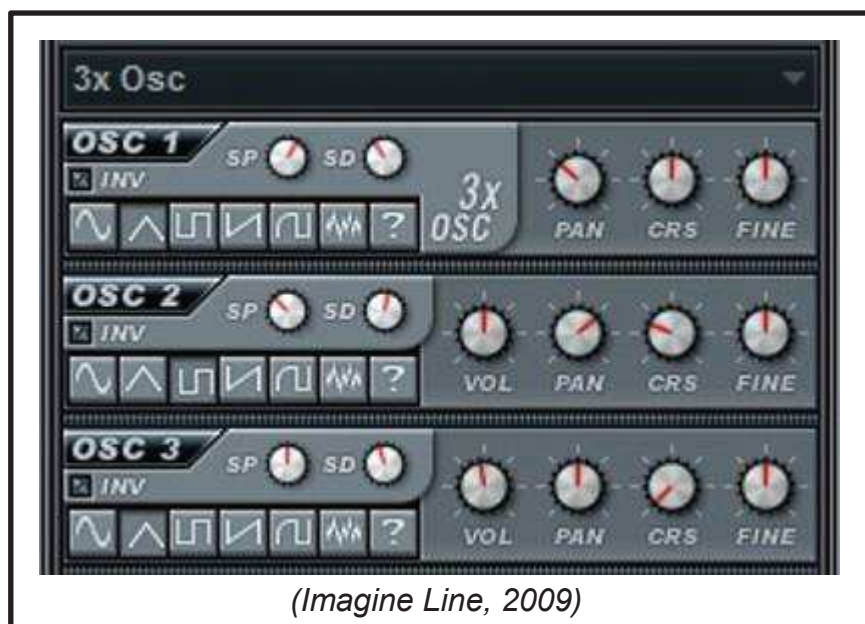 3x Osc
OSC 1 SP SD
INV
? 3x OSC PAN CRS FINE
OSC 2 SP SD
INV
? VOL PAN CRS FINE
OSC 3 SP SD
INV
? VOL PAN CRS FINE
(Imagine Line, 2009)